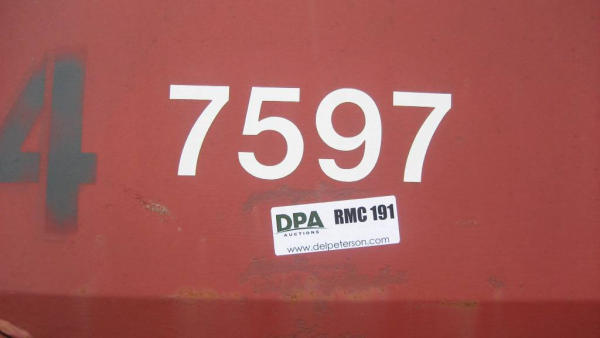 4
7597
DPA RMC 191
AUCTIONS
www.delpeterson.com